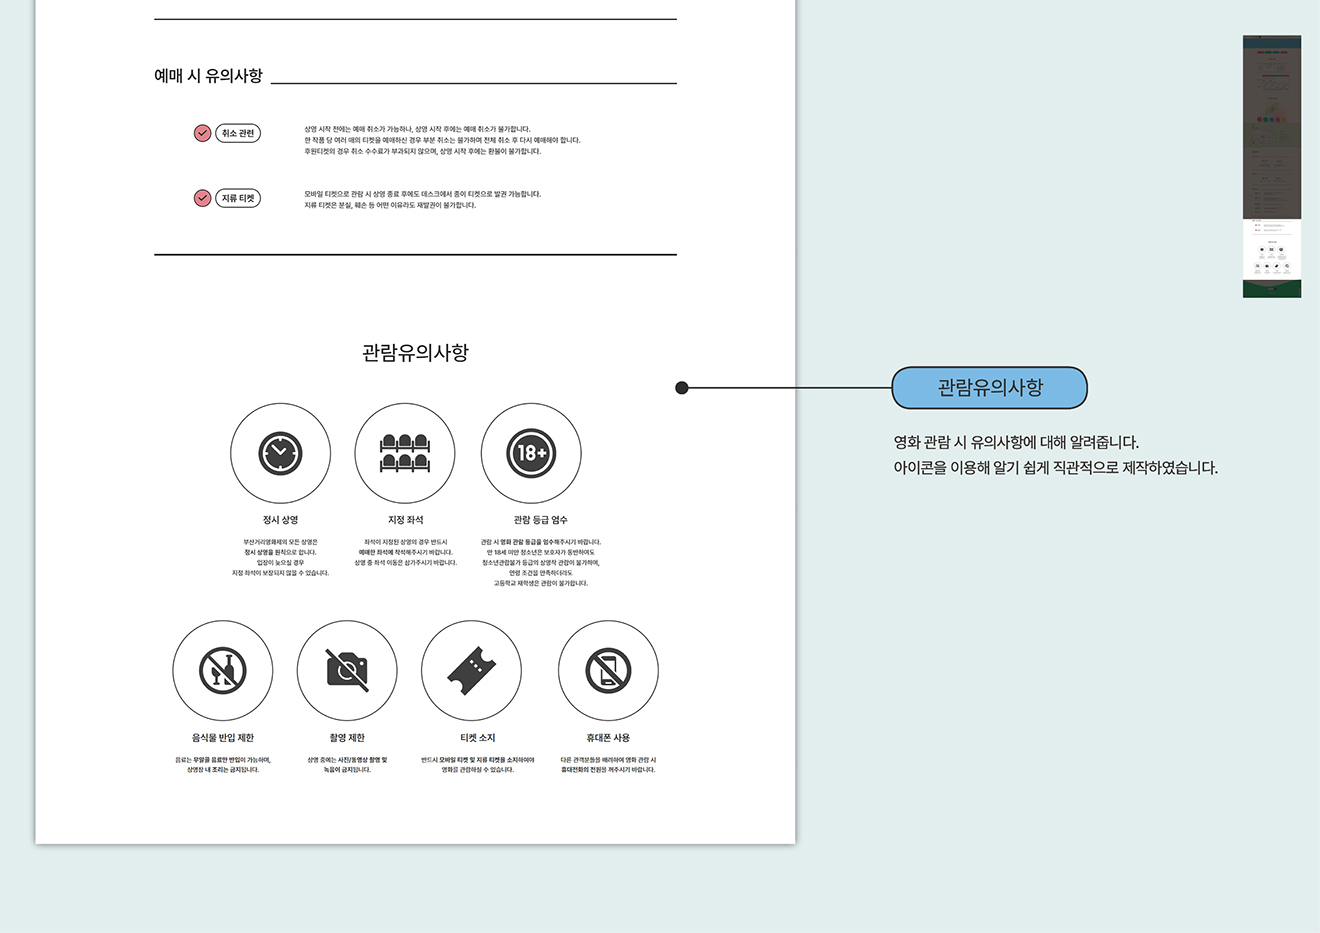 예매 시 유의사항
취소 관련
상영 시작 전에는 예매 취소가 가능하나, 상영 시작 후에는 예매 취소가 불가합니다.
한 작품 당 여러 매의 티켓을 예매하신 경우 부분 취소는 불가하며 전체 취소 후 다시 예매해야 합니다.
후원티켓의 경우 취소 수수료가 부과되지 않으며, 상영 시작 후에는 환불이 불가합니다.
지류 티켓
모바일 티켓으로 관람 시 상영 종료 후에도 데스크에서 종이 티켓으로 발권 가능합니다.
지류 티켓은 분실, 훼손 등 어떤 이유라도 재발권이 불가합니다.
관람유의사항
18+
정시 상영
부산거리영화제의 모든 상영은
정시 상영을 원칙으로 합니다.
입장이 늦으실 경우
지정 좌석이 보장되지 않을 수 있습니다.
지정 좌석
좌석이 지정된 상영의 경우 반드시
예매한 좌석에 착석해주시기 바랍니다.
상영 중 좌석 이동은 삼가주시기 바랍니다.
관람 등급 엄수
관람 시 영화 관람 등급을 엄수해주시기 바랍니다.
만 18세 미만 청소년은 보호자가 동반하여도
청소년관람불가 등급의 상영작 관람이 불가하며,
연령 조건을 만족하더라도
고등학교 재학생은 관람이 불가합니다.
음식물 반입 제한
음료는 무알콜 음료만 반입이 가능하며,
상영장 내 조리는 금지됩니다.
촬영 제한
상영 중에는 사진/동영상 촬영 및
녹음이 금지됩니다.
티켓 소지
반드시 모바일 티켓 및 지류 티켓을 소지하여야
영화를 관람하실 수 있습니다.
휴대폰 사용
다른 관객분들을 배려하여 영화 관람 시
휴대전화의 전원을 꺼주시기 바랍니다.
관람유의사항
영화 관람 시 유의사항에 대해 알려줍니다.
아이콘을 이용해 알기 쉽게 직관적으로 제작하였습니다.